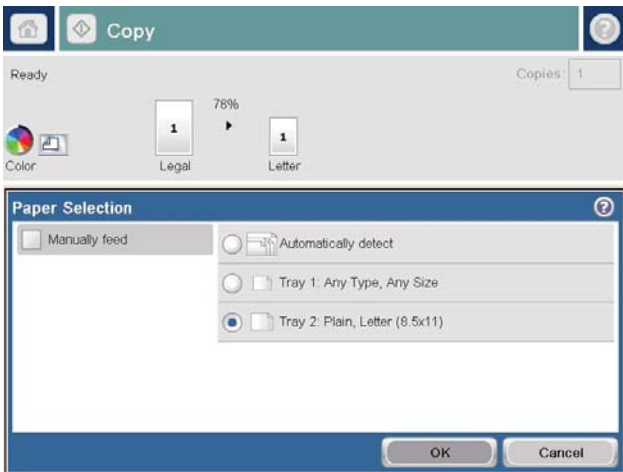 Copy
?
Ready
Copies: 1
78%
1
1
Color
Legal
Letter
Paper Selection
?
Manually feed
Automatically detect
Tray 1: Any Type, Any Size
Tray 2: Plain, Letter (8.5x11)
OK
Cancel